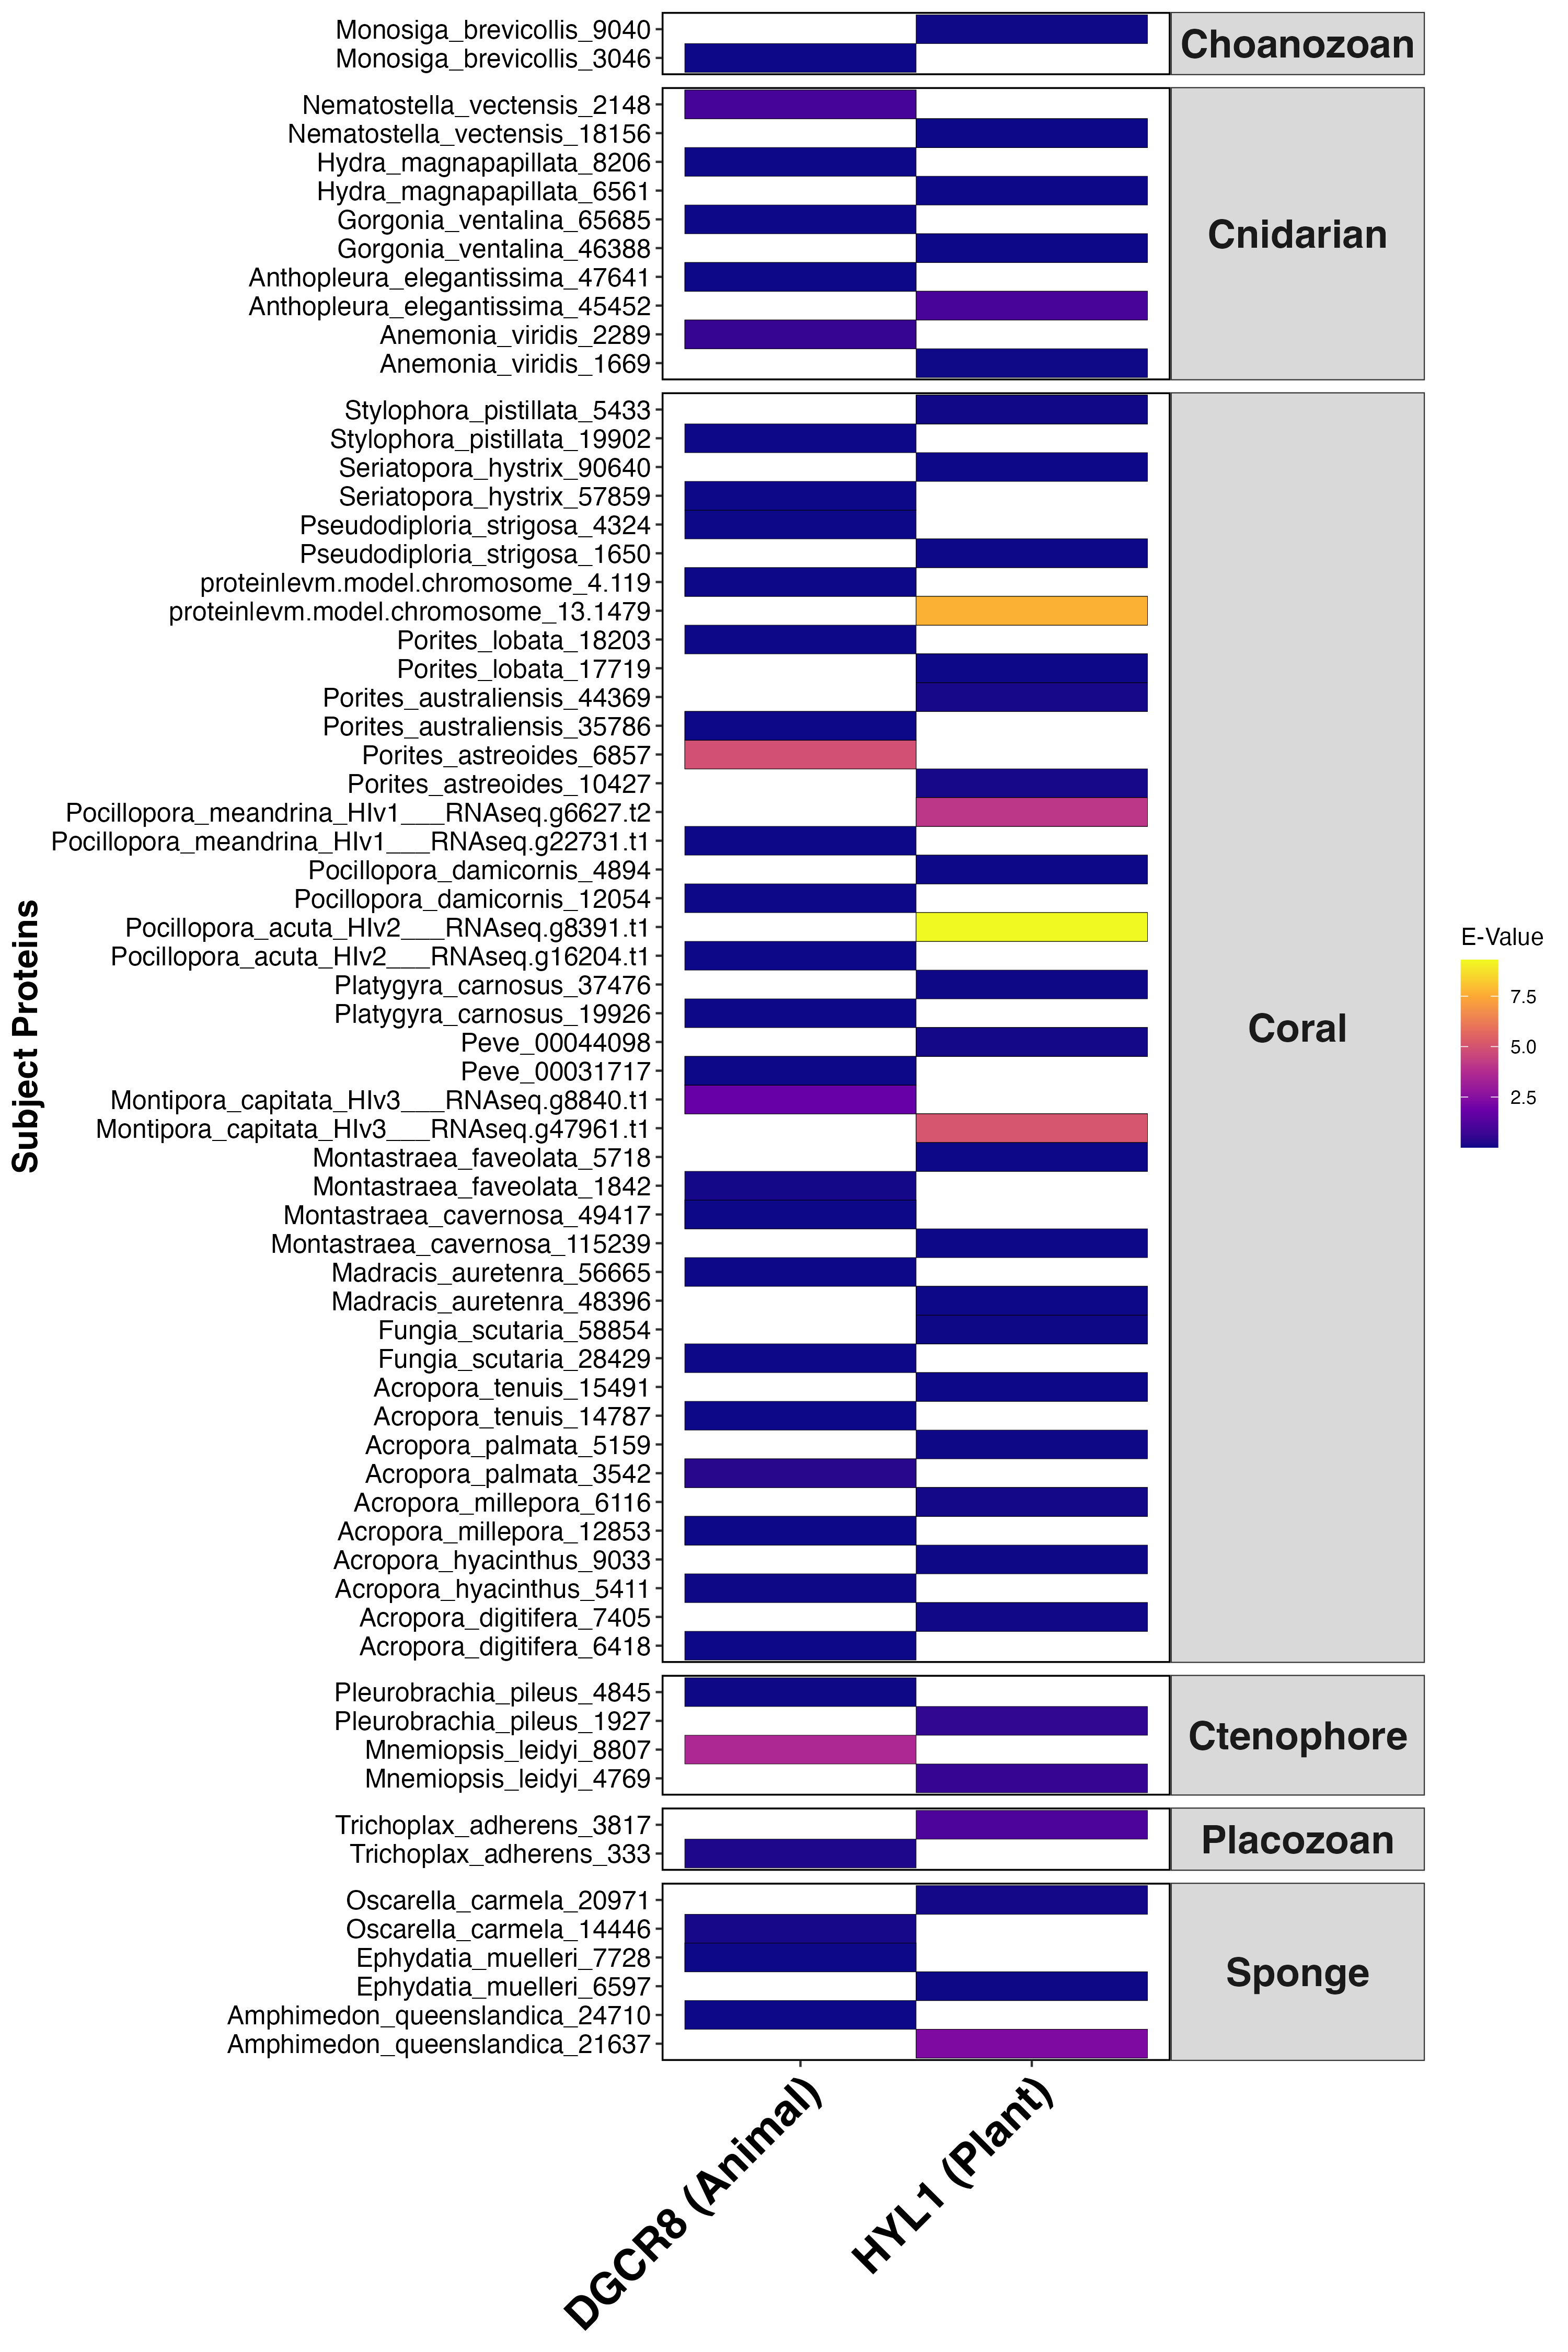 Monosiga_brevicollis_9040
Monosiga_brevicollis_3046
Choanozoan
Nematostella_vectensis_2148
Nematostella_vectensis_18156
Hydra_magnapapillata_8206
Hydra_magnapapillata_6561
Gorgonia_ventalina_65685
Gorgonia_ventalina_46388
Anthopleura_elegantissima_47641
Anthopleura_elegantissima_45452
Anemonia_viridis_2289
Anemonia_viridis_1669
Cnidarian
Stylophora_pistillata_5433
Stylophora_pistillata_19902
Seriatopora_hystrix_90640
Seriatopora_hystrix_57859
Pseudodiploria_strigosa_4324
Pseudodiploria_strigosa_1650
protein|evm.model.chromosome_4.119
protein|evm.model.chromosome_13.1479
Porites_lobata_18203
Porites_lobata_17719
Porites_australiensis_44369
Porites_australiensis_35786
Porites_astreoides_6857
Porites_astreoides_10427
Pocillopora_meandrina_HIv1___RNAseq.g6627.t2
Pocillopora_meandrina_HIv1___RNAseq.g22731.t1
Pocillopora_damicornis_4894
Pocillopora_damicornis_12054
Pocillopora_acuta_HIv2___RNAseq.g8391.t1
Pocillopora_acuta_HIv2___RNAseq.g16204.t1
Platygyra_carnosus_37476
Platygyra_carnosus_19926
Peve_00044098
Peve_00031717
Montipora_capitata_HIv3___RNAseq.g8840.t1
Montipora_capitata_HIv3___RNAseq.g47961.t1
Montastraea_faveolata_5718
Montastraea_faveolata_1842
Montastraea_cavernosa_49417
Montastraea_cavernosa_115239
Madracis_auretenra_56665
Madracis_auretenra_48396
Fungia_scutaria_58854
Fungia_scutaria_28429
Acropora_tenuis_15491
Acropora_tenuis_14787
Acropora_palmata_5159
Acropora_palmata_3542
Acropora_millepora_6116
Acropora_millepora_12853
Acropora_hyacinthus_9033
Acropora_hyacinthus_5411
Acropora_digitifera_7405
Acropora_digitifera_6418
Coral
Pleurobrachia_pileus_4845
Pleurobrachia_pileus_1927
Mnemiopsis_leidyi_8807
Mnemiopsis_leidyi_4769
Ctenophore
Trichoplax_adherens_3817
Trichoplax_adherens_333
Placozoan
Oscarella_carmela_20971
Oscarella_carmela_14446
Ephydatia_muelleri_7728
Ephydatia_muelleri_6597
Amphimedon_queenslandica_24710
Amphimedon_queenslandica_21637
Sponge
Subject Proteins
DGCR8 (Animal)
HYL1 (Plant)
E-Value
7.5
5.0
2.5